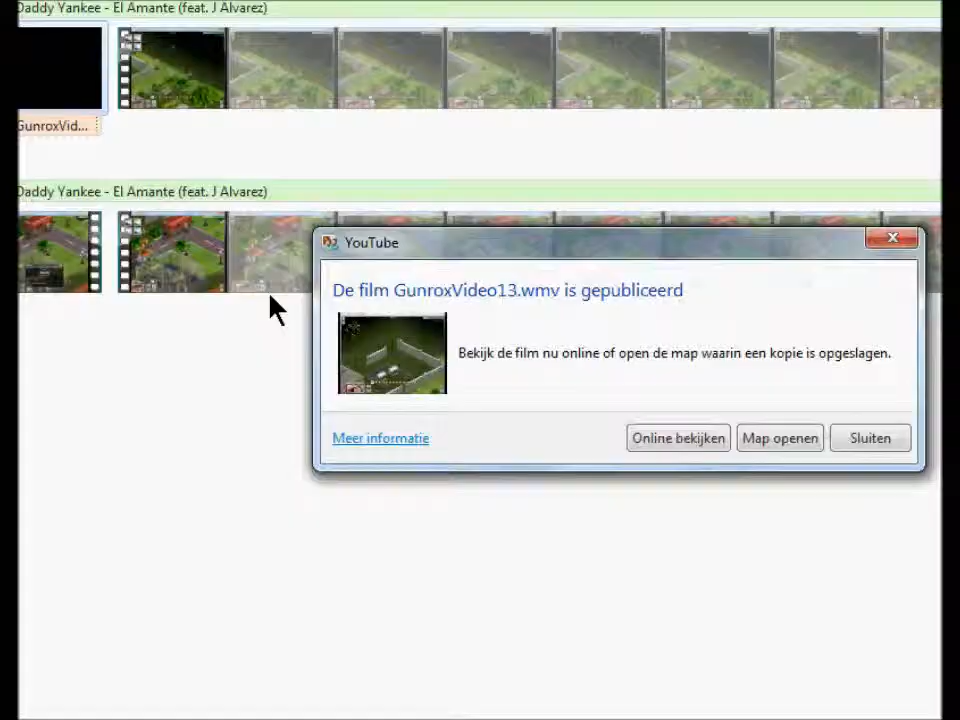 Daddy Yankee - El Amante (feat. J Alvarez)
GunroxVid...
Daddy Yankee - El Amante (feat. J Alvarez)
YouTube
De film GunroxVideo13.wmv is gepubliceerd
Bekijk de film nu online of open de map waarin een kopie is opgeslagen.
Meer informatie
Online bekijken
Map openen
Sluiten